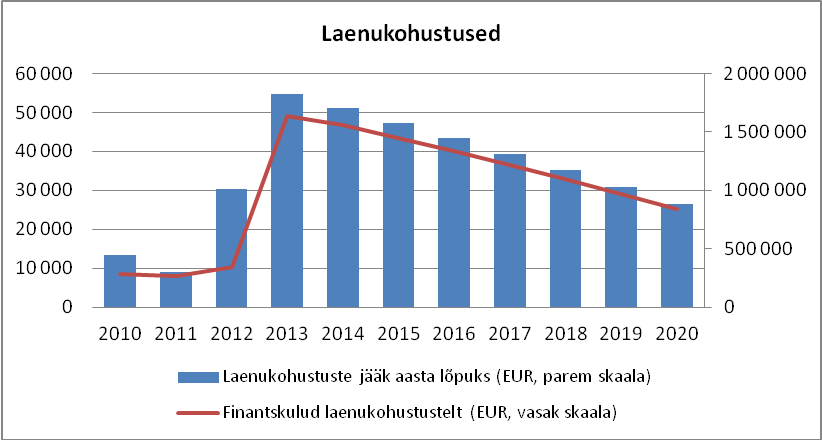 Laenukohustused
60 000
50 000
40 000
30 000
20 000
10 000
0
2 000 000
1 500 000
1 000 000
500 000
0
2010 2011 2012 2013 2014 2015 2016 2017 2018 2019 2020
Laenukohustuste jääk aasta lõpuks (EUR, parem skaala)
Finantskulud laenukohustustelt (EUR, vasak skaala)